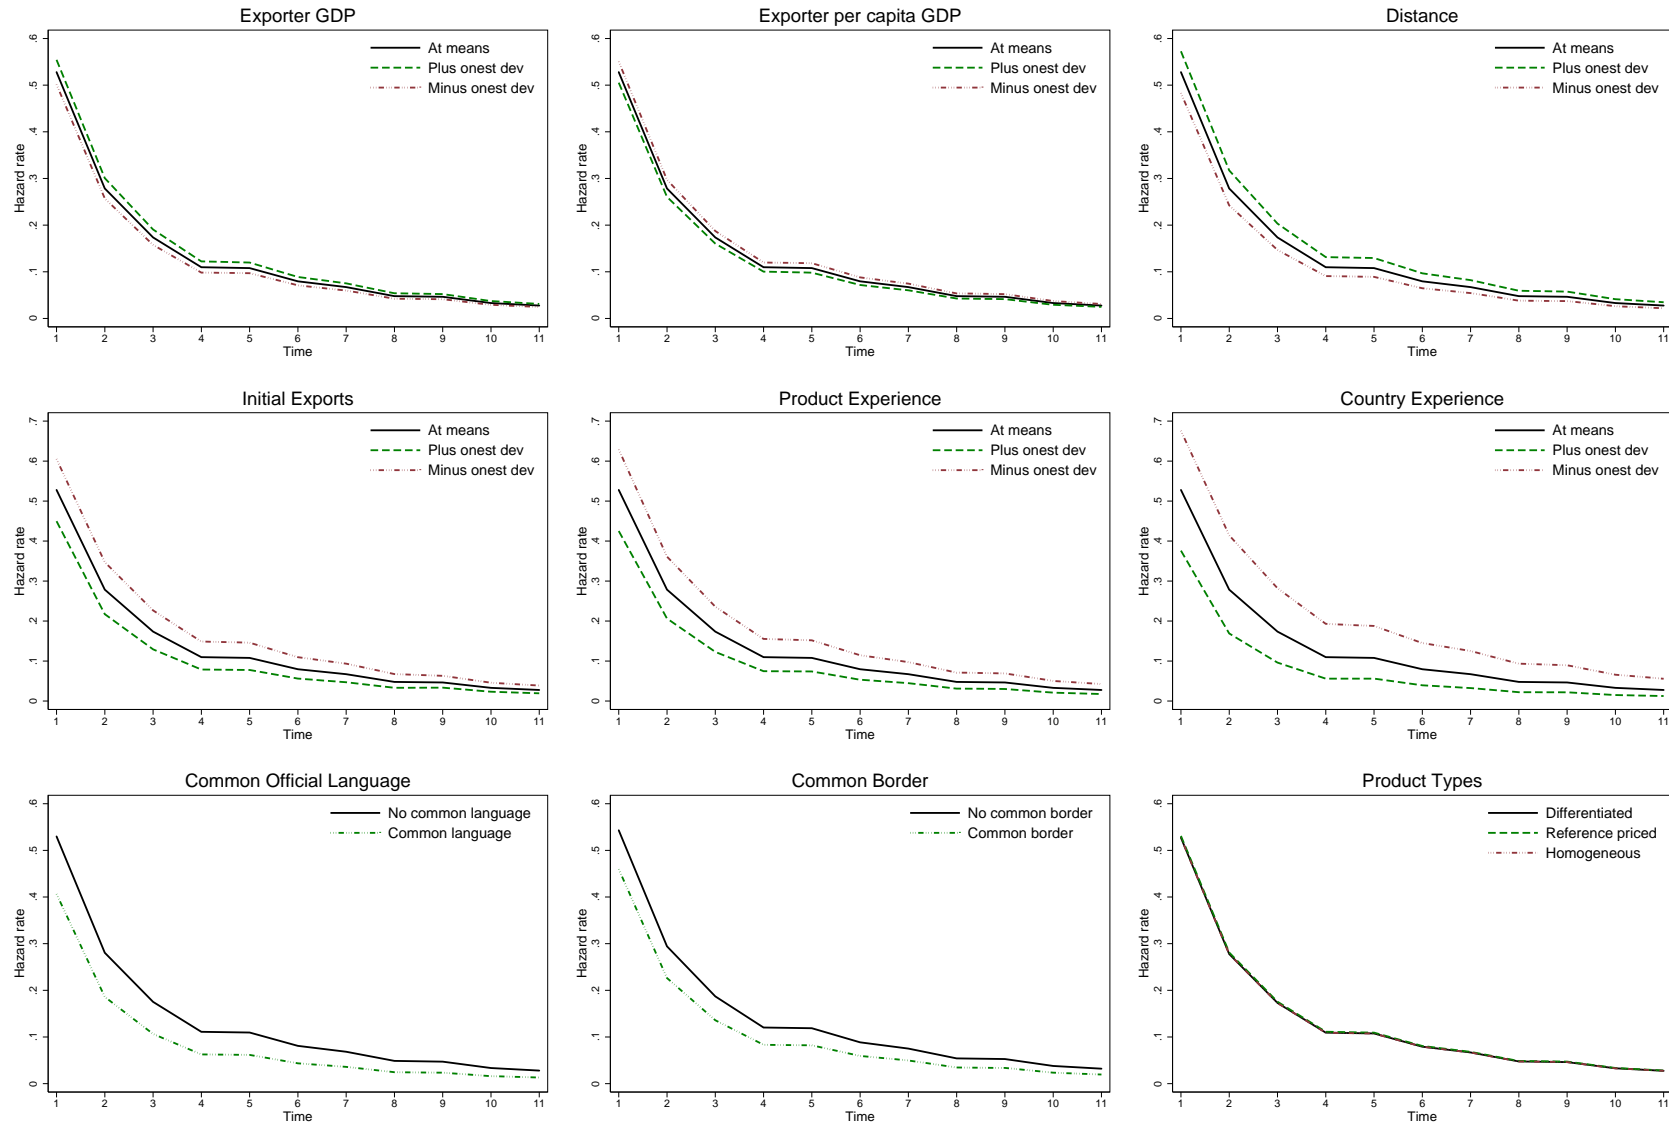 Exporter GDP
At means
Plus onest dev
Minus onest dev
Hazard rate
.6
.5
.4
.3
.2
.1
0
1 2 3 4 5 6 7 8 9 10 11
Time
Exporter per capita GDP
At means
Plus onest dev
Minus onest dev
Hazard rate
.6
.5
.4
.3
.2
.1
0
1 2 3 4 5 6 7 8 9 10 11
Time
Distance
At means
Plus onest dev
Minus onest dev
Hazard rate
.6
.5
.4
.3
.2
.1
0
1 2 3 4 5 6 7 8 9 10 11
Time
Initial Exports
At means
Plus onest dev
Minus onest dev
Hazard rate
.7
.6
.5
.4
.3
.2
.1
0
1 2 3 4 5 6 7 8 9 10 11
Time
Product Experience
At means
Plus onest dev
Minus onest dev
Hazard rate
.7
.6
.5
.4
.3
.2
.1
0
1 2 3 4 5 6 7 8 9 10 11
Time
Country Experience
At means
Plus onest dev
Minus onest dev
Hazard rate
.7
.6
.5
.4
.3
.2
.1
0
1 2 3 4 5 6 7 8 9 10 11
Time
Common Official Language
No common language
Common language
Hazard rate
.6
.5
.4
.3
.2
.1
0
1 2 3 4 5 6 7 8 9 10 11
Time
Common Border
No common border
Common border
Hazard rate
.6
.5
.4
.3
.2
.1
0
1 2 3 4 5 6 7 8 9 10 11
Time
Product Types
Differentiated
Reference priced
Homogeneous
Hazard rate
.6
.5
.4
.3
.2
.1
0
1 2 3 4 5 6 7 8 9 10 11
Time